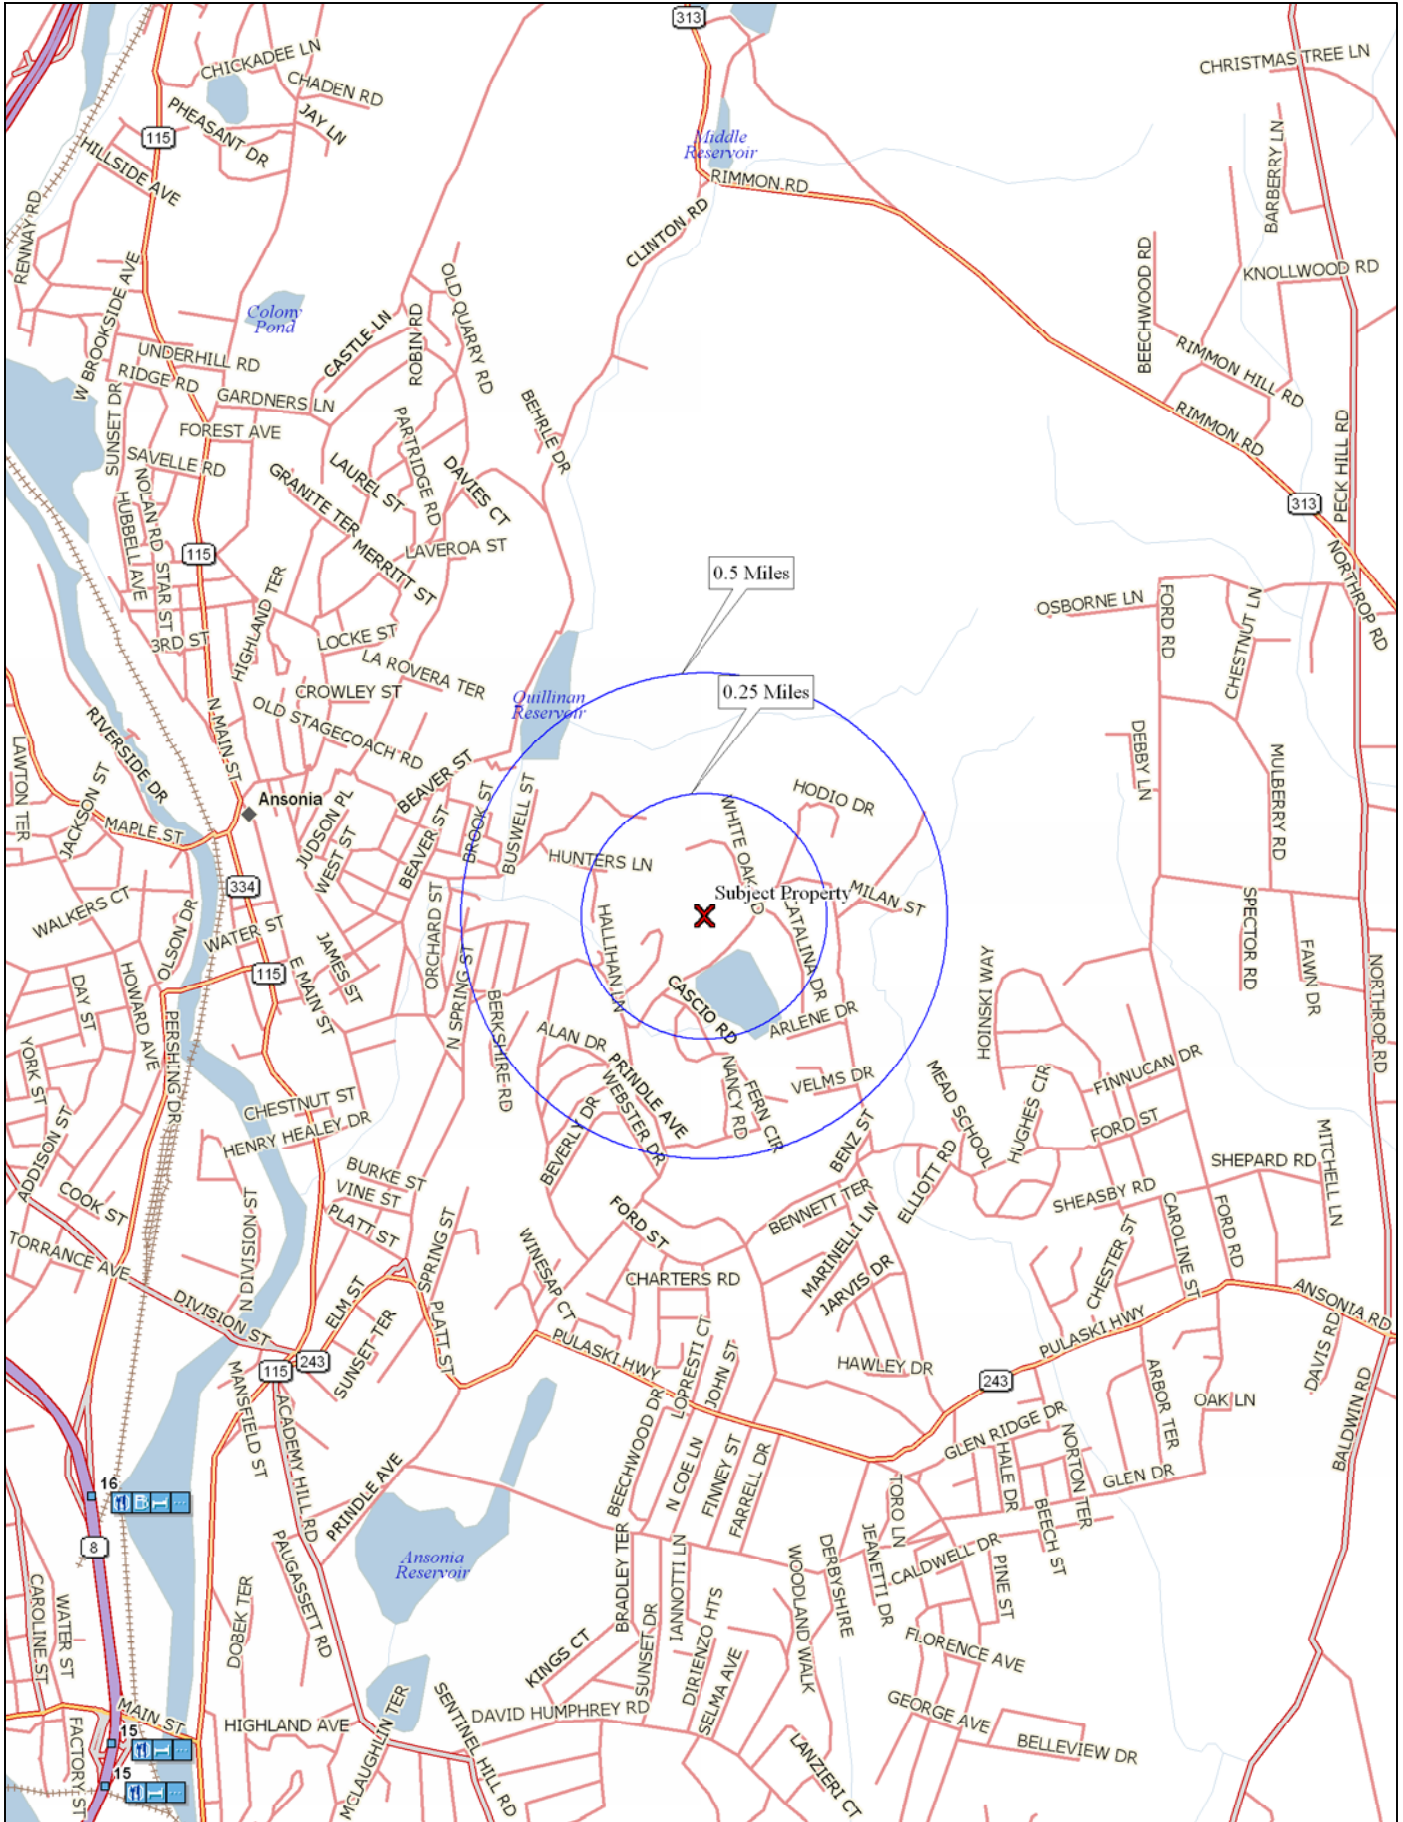 313
CHICKADEE LN
CHADEN RD
CHRISTMAS TREE LN
115
PHEASANT DR
JAY LN
HILLSIDE AVE
Middle
Reservoir
RIMMON RD
BARBERRY LN
RENNAY RD
CLINTON RD
BEECHWOOD RD
KNOLLWOOD RD
W BROOKSIDE AVE
OLD QUARRY RD
Colony
Pond
CASTLE LN
ROBIN RD
UNDERHILL RD
RIDGE RD
GARDNERS LN
RIMMON HILL RD
SUNSET DR
FOREST AVE
PARTRIDGE RD
BEHRLE DR
RIMMON RD
PECK HILL RD
SAVELLE RD
LAUREL ST
GRANITE TER
DAVIES CT
NOLAN RD
HUBBELL AVE
313
115
MERRITT ST
LAVEROA ST
NORTHROP RD
STAR ST
HIGHLAND TER
0.5 Miles
OSBORNE LN
FORD RD
CHESTNUT LN
3RD ST
LOCKE ST
LA ROVERA TER
CROWLEY ST
0.25 Miles
Quillinan
Reservoir
N MAIN ST
OLD STAGECOACH RD
RIVERSIDE DR
LAWTON TER
DEBBY LN
MULBERRY RD
JACKSON ST
MAPLE ST
Ansonia
JUDSON PL
WEST ST
BEAVER ST
BEAVER ST
BROOK ST
BUSWELL ST
HODIO DR
WHITE OAK RD
HUNTERS LN
334
WALKERS CT
OLSON DR
WATER ST
ORCHARD ST
Subject Property
MILAN ST
X
SPECTOR RD
HALLIHAN LN
CATALINA DR
JAMES ST
E MAIN ST
115
DAY ST
HOWARD AVE
N SPRING ST
BERKSHIRE RD
CASCIO RD
ARLENE DR
HOINSKI WAY
FAWN DR
NORTHROP RD
YORK ST
PERSHING DR
ALAN DR
PRINDLE AVE
WEBSTER DR
NANCY RD
FERN CIR
VELMS DR
MEAD SCHOOL
HUGHES CIR
FINNUCAN DR
CHESTNUT ST
HENRY HEALEY DR
ADDISON ST
BEVERLY DR
BENZ ST
ELLIOTT RD
FORD ST
SHEPARD RD
MITCHELL LN
COOK ST
BURKE ST
VINE ST
PLATT ST
N DIVISION ST
TORRANCE AVE
SPRING ST
FORD ST
BENNETT TER
MARINELLI LN
SHEASBY RD
CAROLINE ST
FORD RD
CHESTER ST
WINESAP CT
CHARTERS RD
JARVIS DR
DIVISION ST
ELM ST
SUNSET TER
PLATT ST
ANSONIA RD
PULASKI HWY
PULASKI HWY
LOPRESTI CT
JOHN ST
HAWLEY DR
DAVIS RD
115
243
243
MANSFIELD ST
ACADEMY HILL RD
BEECHWOOD DR
ARBOR TER
OAK LN
BALDWIN RD
GLEN RIDGE DR
N COE LN
FINNEY ST
FARRELL DR
NORTON TER
HALE DR
GLEN DR
PRINDLE AVE
TORO LN
BEECH ST
16
8
PAUGASSETT RD
Ansonia
Reservoir
BRADLEY TER
IANNOTTI LN
WOODLAND WALK
DERBYSHIRE
JEANETTI DR
CALDWELL DR
PINE ST
CAROLINE ST
WATER ST
DOBEK TER
KINGS CT
SUNSET DR
DIRIENZO HTS
SELMA AVE
FLORENCE AVE
MAIN ST
HIGHLAND AVE
MCLAUGHLIN TER
SENTINEL HILL RD
DAVID HUMPHREY RD
GEORGE AVE
BELLEVIEW DR
LANZIERI CT
FACTORY ST
15
15